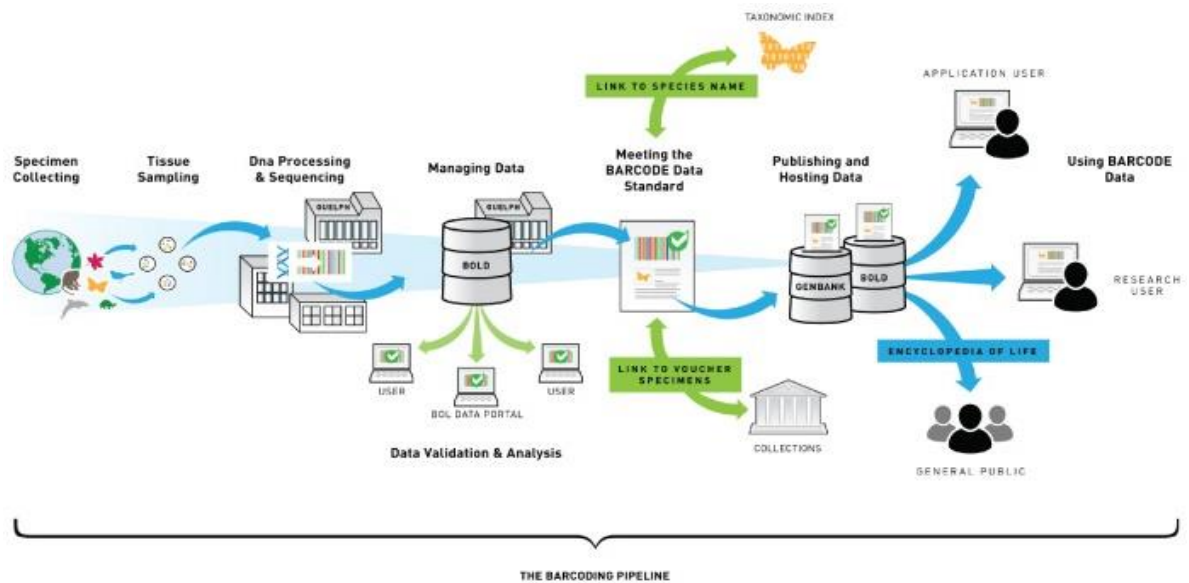 TAXONOMIC INDEX
LINK TO SPECIES NAME
APPLICATION USER
Specimen
Collecting
Tissue
Sampling
Dna Processing
& Sequencing
Managing Data
Meeting the
BARCODE Data
Standard
Publishing and
Hosting Data
Using BARCODE
Data
GUELPH
GUELPH
BOLD
GENBANK
BOLD
RESEARCH
USER
USER
BOL DATA PORTAL
USER
Data Validation & Analysis
LINK TO VOUCHER
SPECIMENS
COLLECTIONS
ENCYCLOPEDIA OF LIFE
GENERAL PUBLIC
THE BARCODING PIPELINE